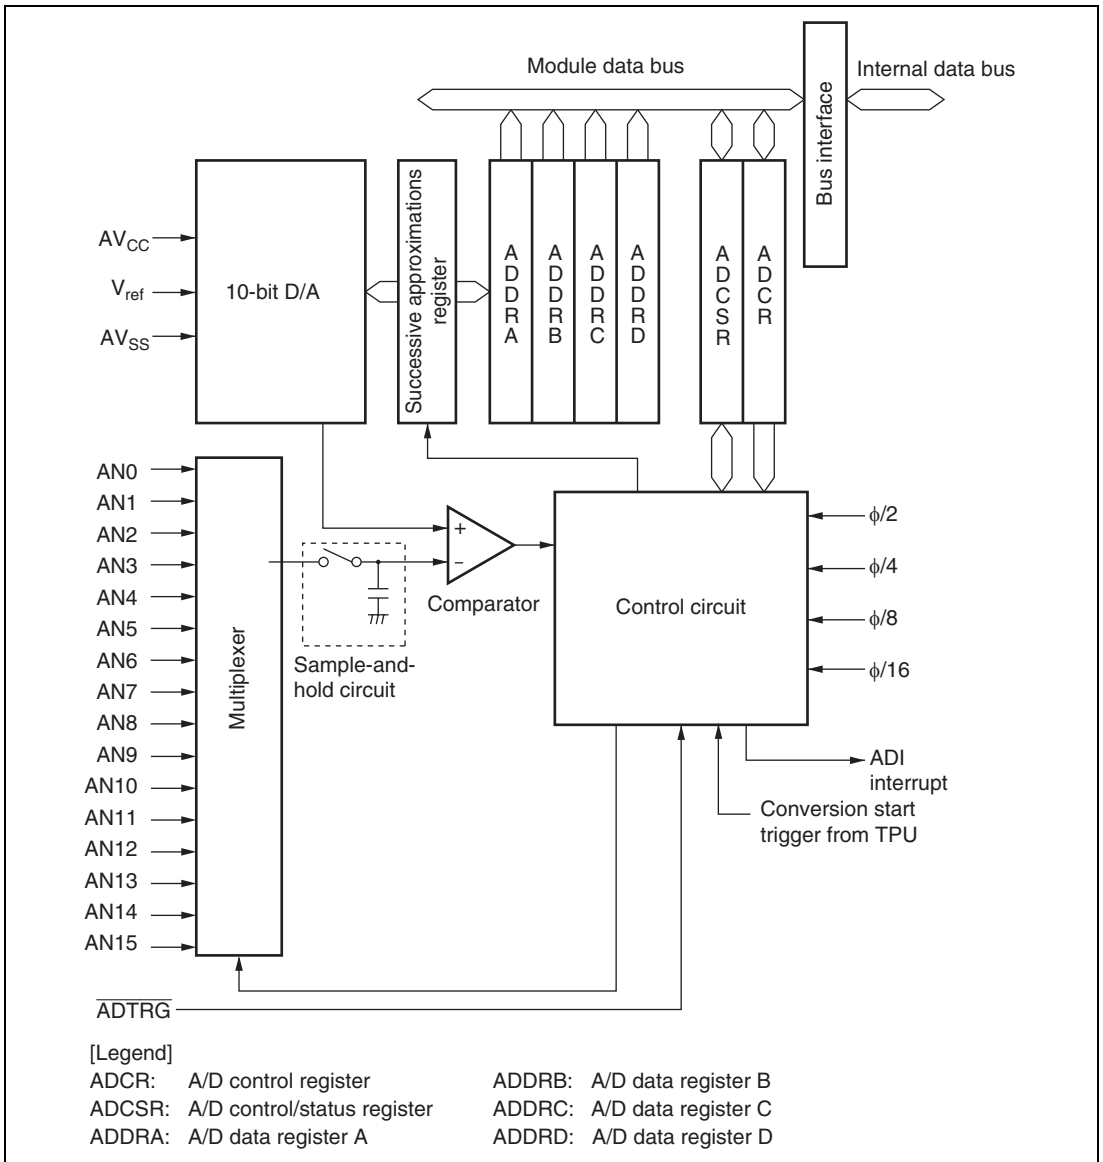 Module data bus
Internal data bus
Bus interface
AVCC
Vref
AVSS
10-bit D/A
Successive approximations
register
ADDRA
ADDRB
ADDRC
ADDRD
ADCSR
ADCR
AN0
AN1
AN2
AN3
AN4
AN5
AN6
AN7
AN8
AN9
AN10
AN11
AN12
AN13
AN14
AN15
Multiplexer
+
−
Comparator
Sample-and-
hold circuit
Control circuit
ϕ/2
ϕ/4
ϕ/8
ϕ/16
ADI
interrupt
Conversion start
trigger from TPU
ADTRG
[Legend]
ADCR: A/D control register
ADCSR: A/D control/status register
ADDRA: A/D data register A
ADDRB: A/D data register B
ADDRC: A/D data register C
ADDRD: A/D data register D